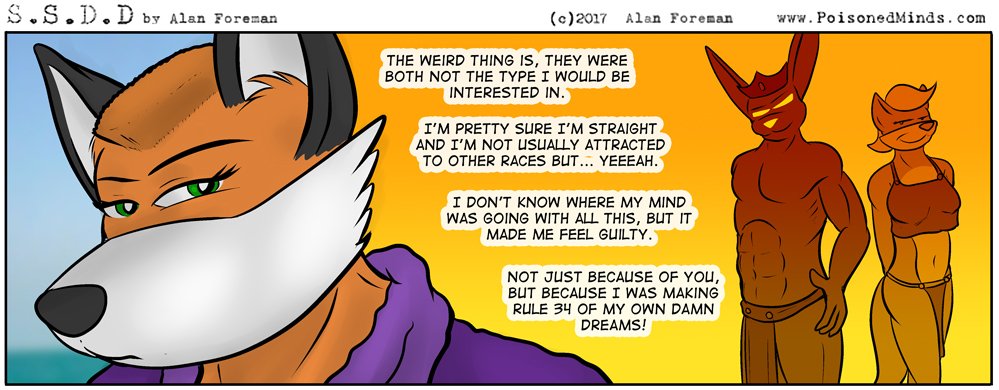 S.S.D.D by Alan Foreman (c)2017 Alan Foreman www.PoisonedMinds.com
THE WEIRD THING IS, THEY WERE
BOTH NOT THE TYPE I WOULD BE
INTERESTED IN.
I'M PRETTY SURE I'M STRAIGHT
AND I'M NOT USUALLY ATTRACTED
TO OTHER RACES BUT... YEEEAH.
I DON'T KNOW WHERE MY MIND
WAS GOING WITH ALL THIS, BUT IT
MADE ME FEEL GUILTY.
NOT JUST BECAUSE OF YOU,
BUT BECAUSE I WAS MAKING
RULE 34 OF MY OWN DAMN
DREAMS!